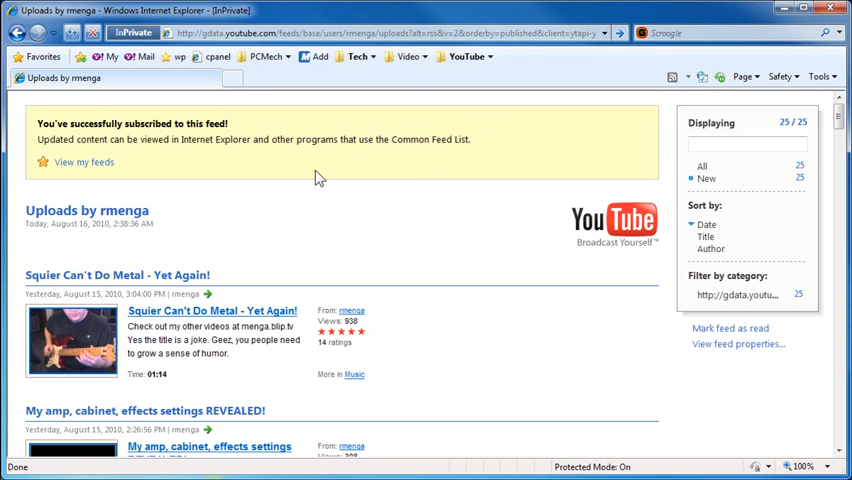 Uploads by rmenga - Windows Internet Explorer - [InPrivate]
InPrivate http://gdata.youtube.com/feeds/base/users/rmenga/uploads?alt=rss&v=2&orderby=published&client=ytapi-y Scroogle
Favorites My Mail wp cpanel PCMech Add Tech Video YouTube
Uploads by rmenga Page Safety Tools
You've successfully subscribed to this feed!
Updated content can be viewed in Internet Explorer and other programs that use the Common Feed List.
View my feeds
Uploads by rmenga
Today, August 16, 2010, 2:38:36 AM
YouTube
Broadcast Yourself™
Squier Can't Do Metal - Yet Again!
Yesterday, August 15, 2010, 3:04:00 PM | rmenga
Squier Can't Do Metal - Yet Again!
Check out my other videos at menga.blip.tv
Yes the title is a joke. Geez, you people need
to grow a sense of humor.
Time: 01:14
From: rmenga
Views: 938
14 ratings
More in Music
My amp, cabinet, effects settings REVEALED!
Yesterday, August 15, 2010, 2:26:56 PM | rmenga
My amp, cabinet, effects settings
From: rmenga
Displaying 25 / 25
All 25
New 25
Sort by:
Date
Title
Author
Filter by category:
http://gdata.youtu... 25
Mark feed as read
View feed properties...
Done Protected Mode: On 100%